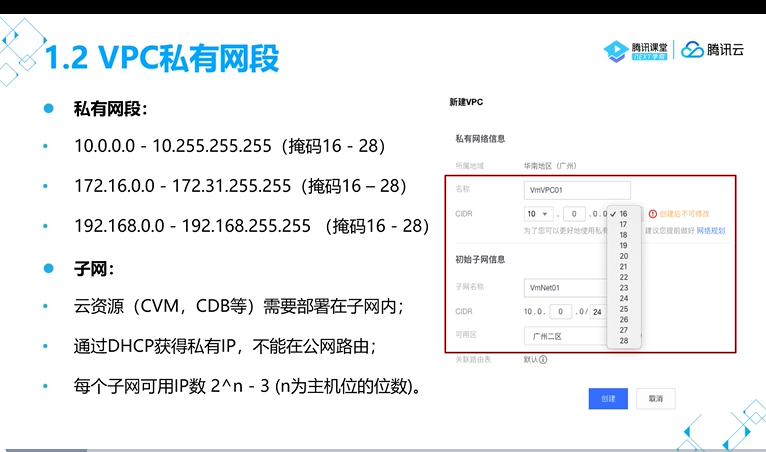 1.2 VPC私有网段
腾讯课堂
NEXT学院
腾讯云
私有网段：
10.0.0.0 - 10.255.255.255（掩码16 - 28）
172.16.0.0 - 172.31.255.255（掩码16 – 28）
192.168.0.0 - 192.168.255.255 （掩码16 - 28）
子网：
云资源（CVM，CDB等）需要部署在子网内；
通过DHCP获得私有IP，不能在公网路由；
每个子网可用IP数 2^n - 3 (n为主机位的位数)。
新建VPC
私有网络信息
所属地域 华南地区（广州）
名称 VmVPC01
CIDR 10 . 0 .0.0 ✓ 16 创建后不可修改
17
18
为了您可以更好地使用私有 建议您提前做好 网络规划
19
20
初始子网信息
21
22
23
子网名称 VmNet01
24
25
CIDR 10.0. 0 .0/ 24
26
27
可用区 广州二区
28
关联路由表 默认
创建 取消